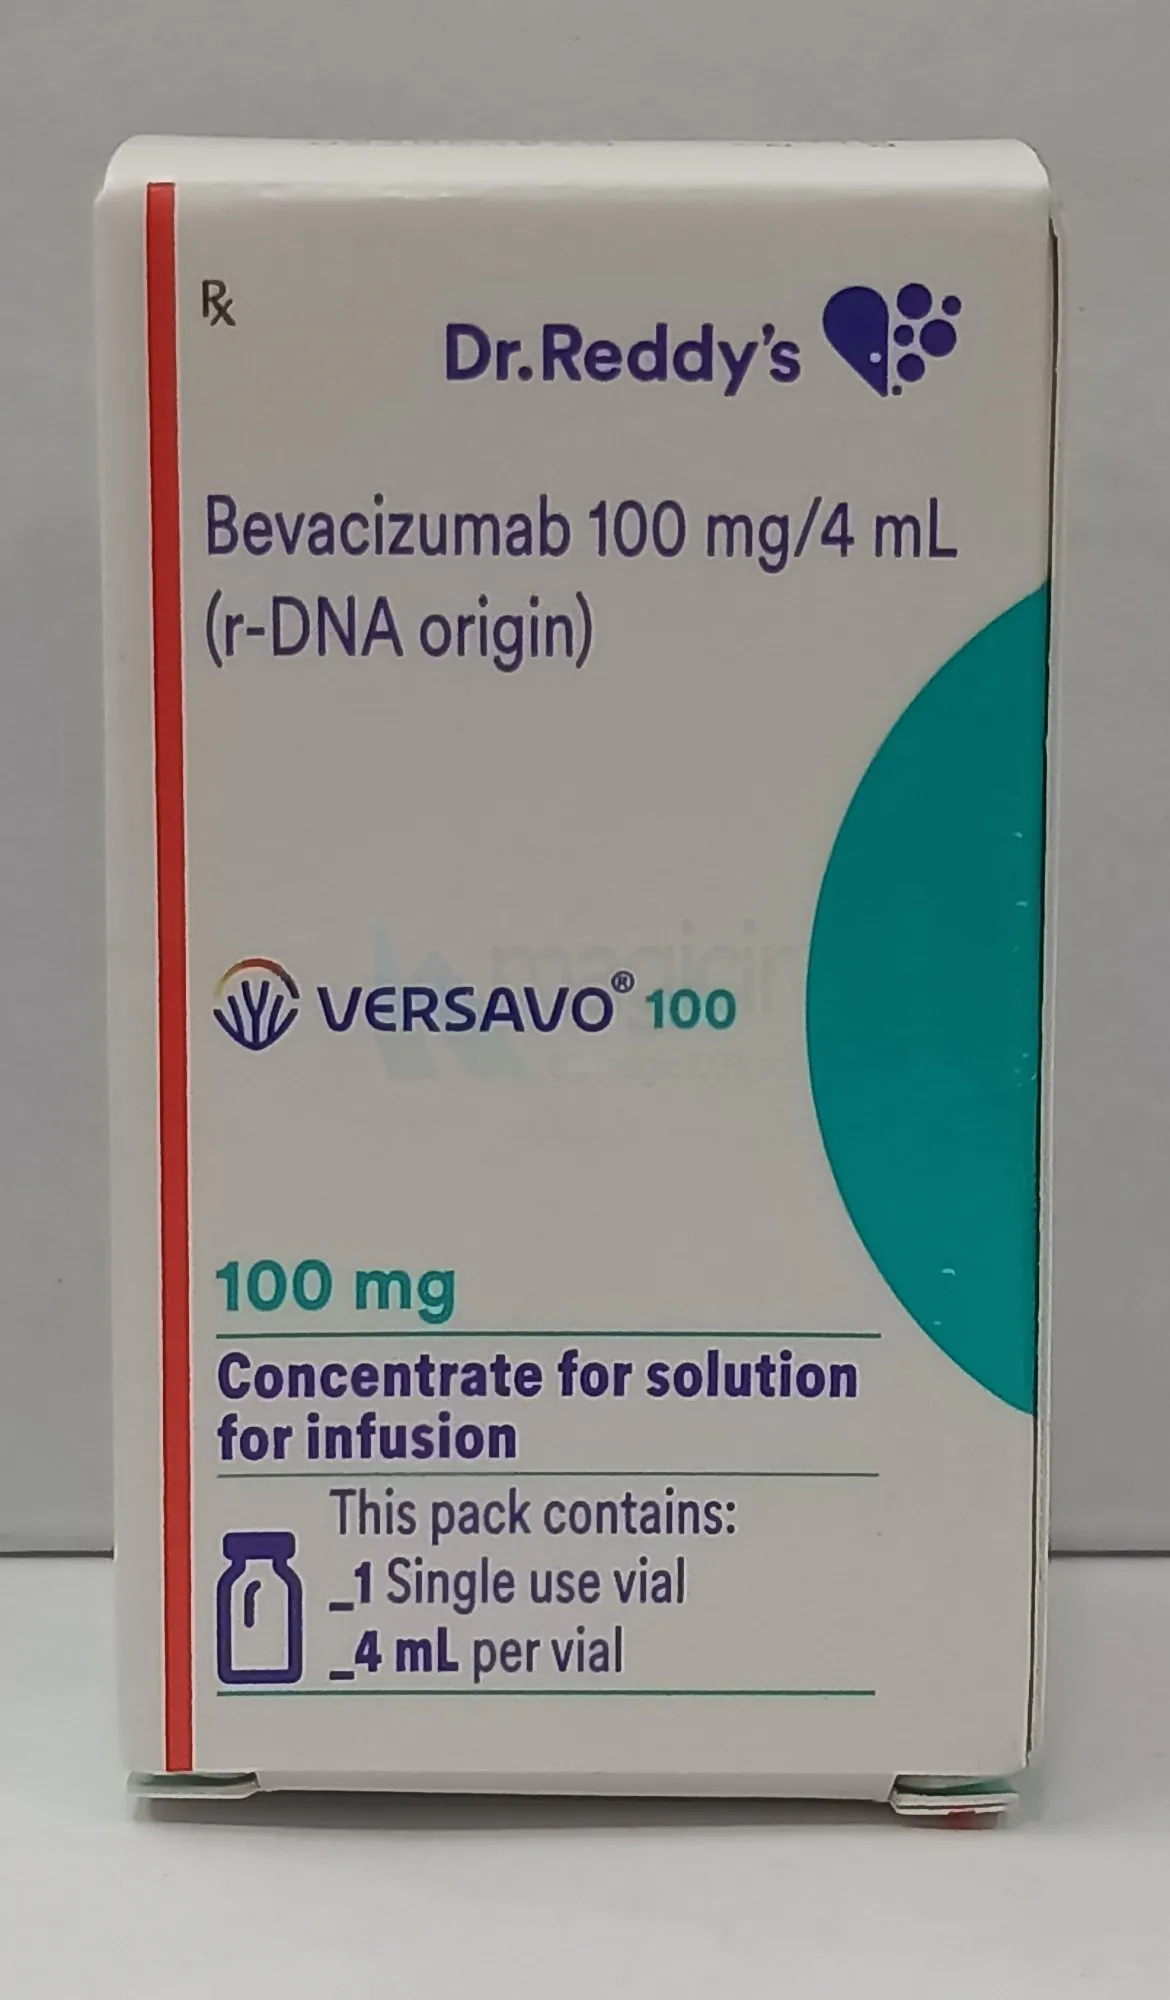 Rx
Dr.Reddy's
Bevacizumab 100 mg/4 mL
(r-DNA origin)
VERSAVO® 100
100 mg
Concentrate for solution
for infusion
This pack contains:
_1 Single use vial
_4 mL per vial